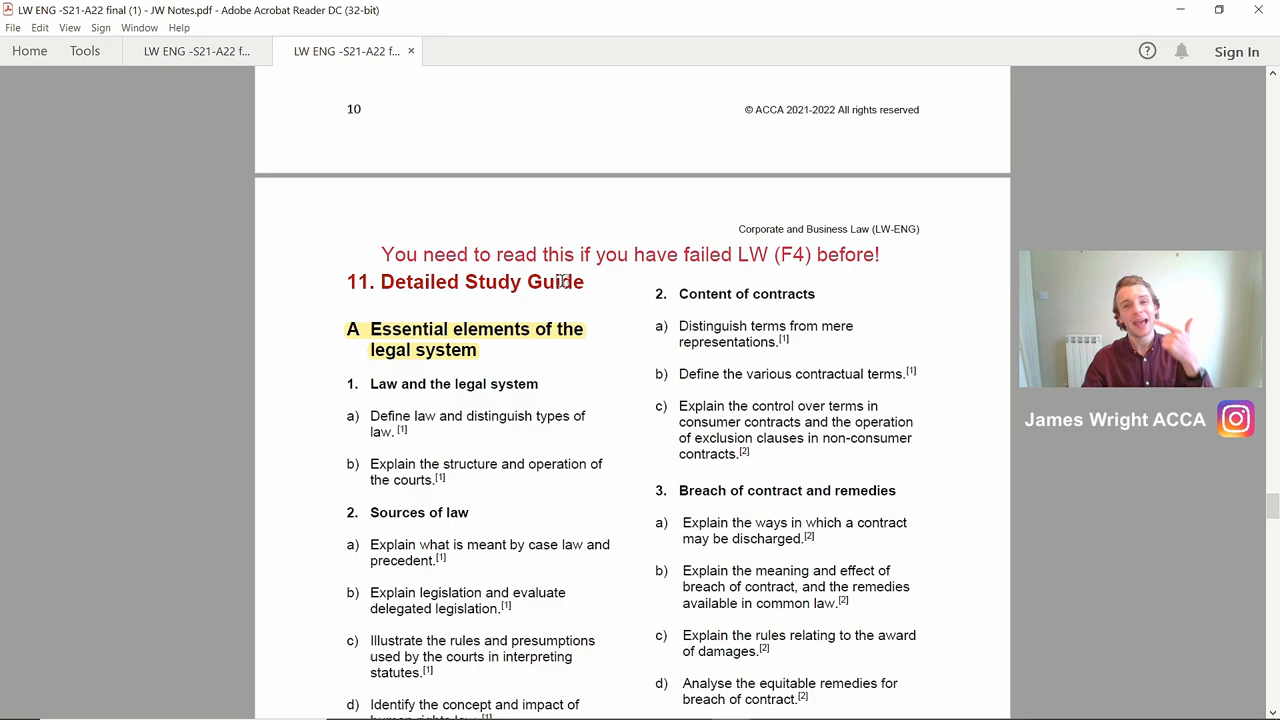 LW ENG -S21-A22 final (1) - JW Notes.pdf - Adobe Acrobat Reader DC (32-bit)
File Edit View Sign Window Help
Home Tools LW ENG -S21-A22 f... LW ENG -S21-A22 f... × Sign In
10 © ACCA 2021-2022 All rights reserved
Corporate and Business Law (LW-ENG)
You need to read this if you have failed LW (F4) before!
11. Detailed Study Guide
A Essential elements of the
legal system
1. Law and the legal system
a) Define law and distinguish types of
law. [1]
b) Explain the structure and operation of
the courts.[1]
2. Sources of law
a) Explain what is meant by case law and
precedent.[1]
b) Explain legislation and evaluate
delegated legislation.[1]
c) Illustrate the rules and presumptions
used by the courts in interpreting
statutes.[1]
d) Identify the concept and impact of
human rights law.[1]
2. Content of contracts
a) Distinguish terms from mere
representations.[1]
b) Define the various contractual terms.[1]
c) Explain the control over terms in
consumer contracts and the operation
of exclusion clauses in non-consumer
contracts.[2]
3. Breach of contract and remedies
a) Explain the ways in which a contract
may be discharged.[2]
b) Explain the meaning and effect of
breach of contract, and the remedies
available in common law.[2]
c) Explain the rules relating to the award
of damages.[2]
d) Analyse the equitable remedies for
breach of contract.[2]
James Wright ACCA